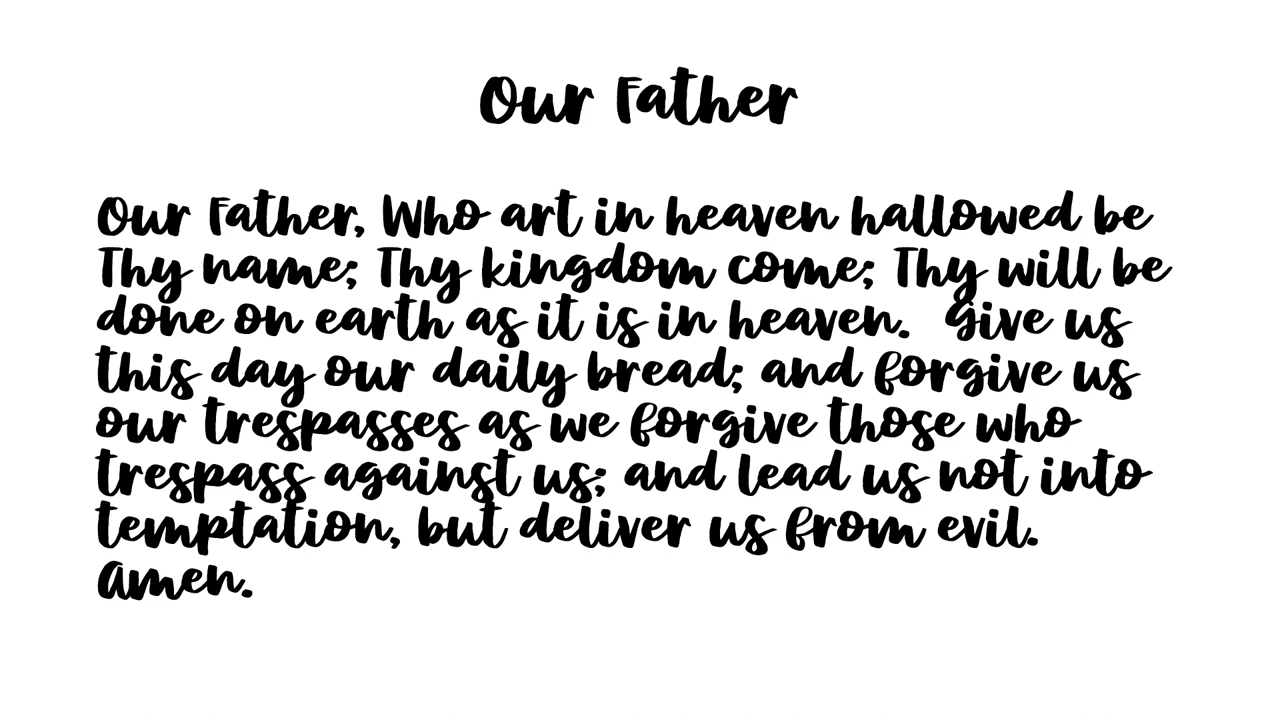 Our Father
Our Father, Who art in heaven hallowed be
Thy name; Thy kingdom come; Thy will be
done on earth as it is in heaven.  Give us
this day our daily bread; and forgive us
our trespasses as we forgive those who
trespass against us; and lead us not into
temptation, but deliver us from evil.
Amen.